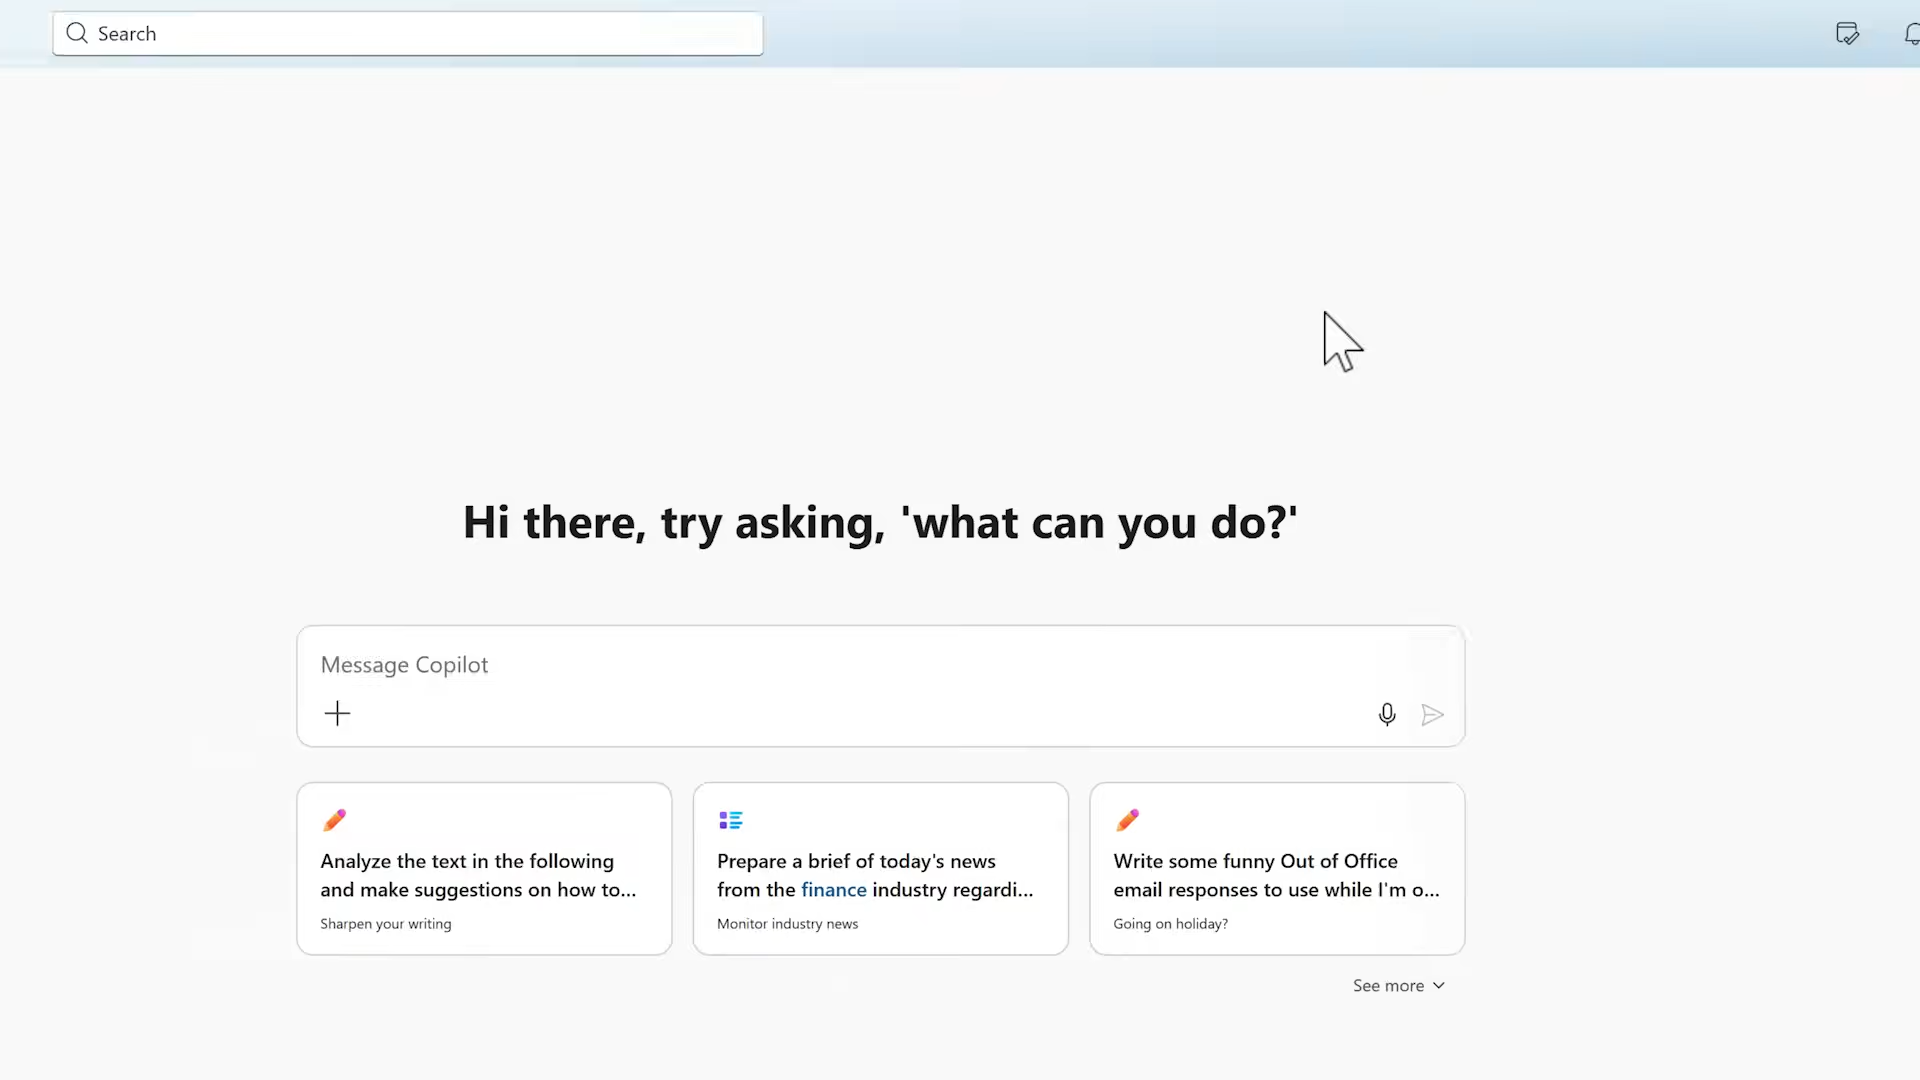 Search
Hi there, try asking, 'what can you do?'
Message Copilot
Analyze the text in the following
and make suggestions on how to...
Sharpen your writing
Prepare a brief of today's news
from the finance industry regardi...
Monitor industry news
Write some funny Out of Office
email responses to use while I'm o...
Going on holiday?
See more